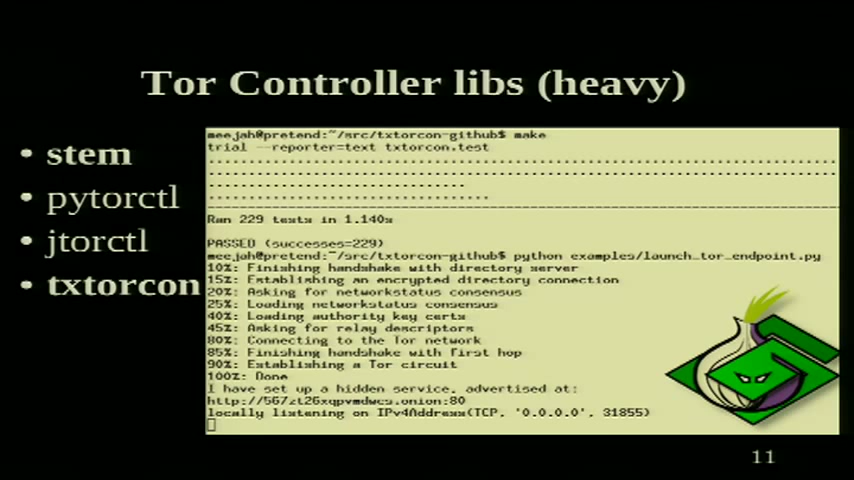 Tor Controller libs (heavy)
• stem
• pytorctl
• jtorctl
• txtorcon
meejah@pretend:~/src/txtorcon-github$ make
trial --reporter=text txtorcon.test
Ran 229 tests in 1.140s
PASSED (successes=229)
meejah@pretend:~/src/txtorcon-github$ python examples/launch_tor_endpoint.py
10%: Finishing handshake with directory server
15%: Establishing an encrypted directory connection
20%: Asking for networkstatus consensus
25%: Loading networkstatus consensus
40%: Loading authority key certs
45%: Asking for relay descriptors
80%: Connecting to the Tor network
85%: Finishing handshake with first hop
90%: Establishing a Tor circuit
100%: Done
I have set up a hidden service, advertised at:
locally listening on IPv4Address(TCP, '0.0.0.0', 31855)
11